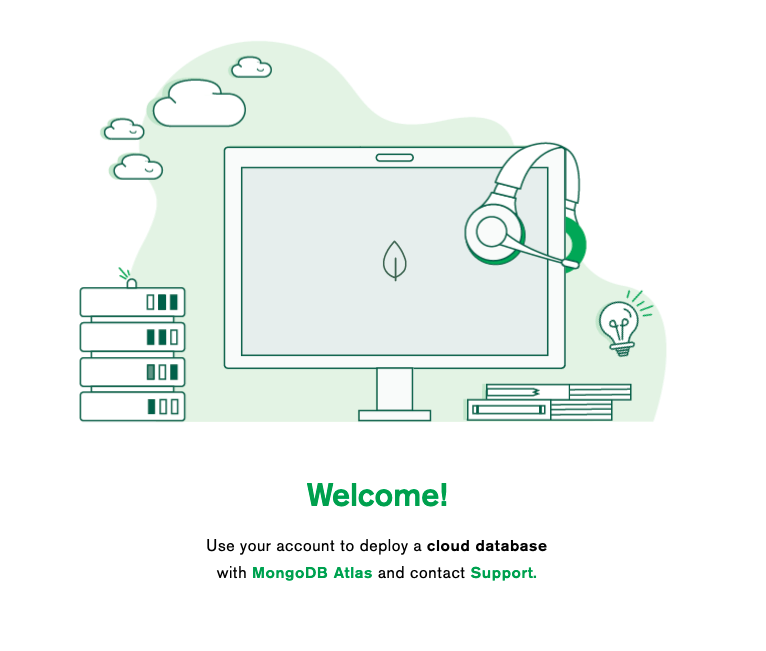 Welcome!
Use your account to deploy a cloud database
with MongoDB Atlas and contact Support.